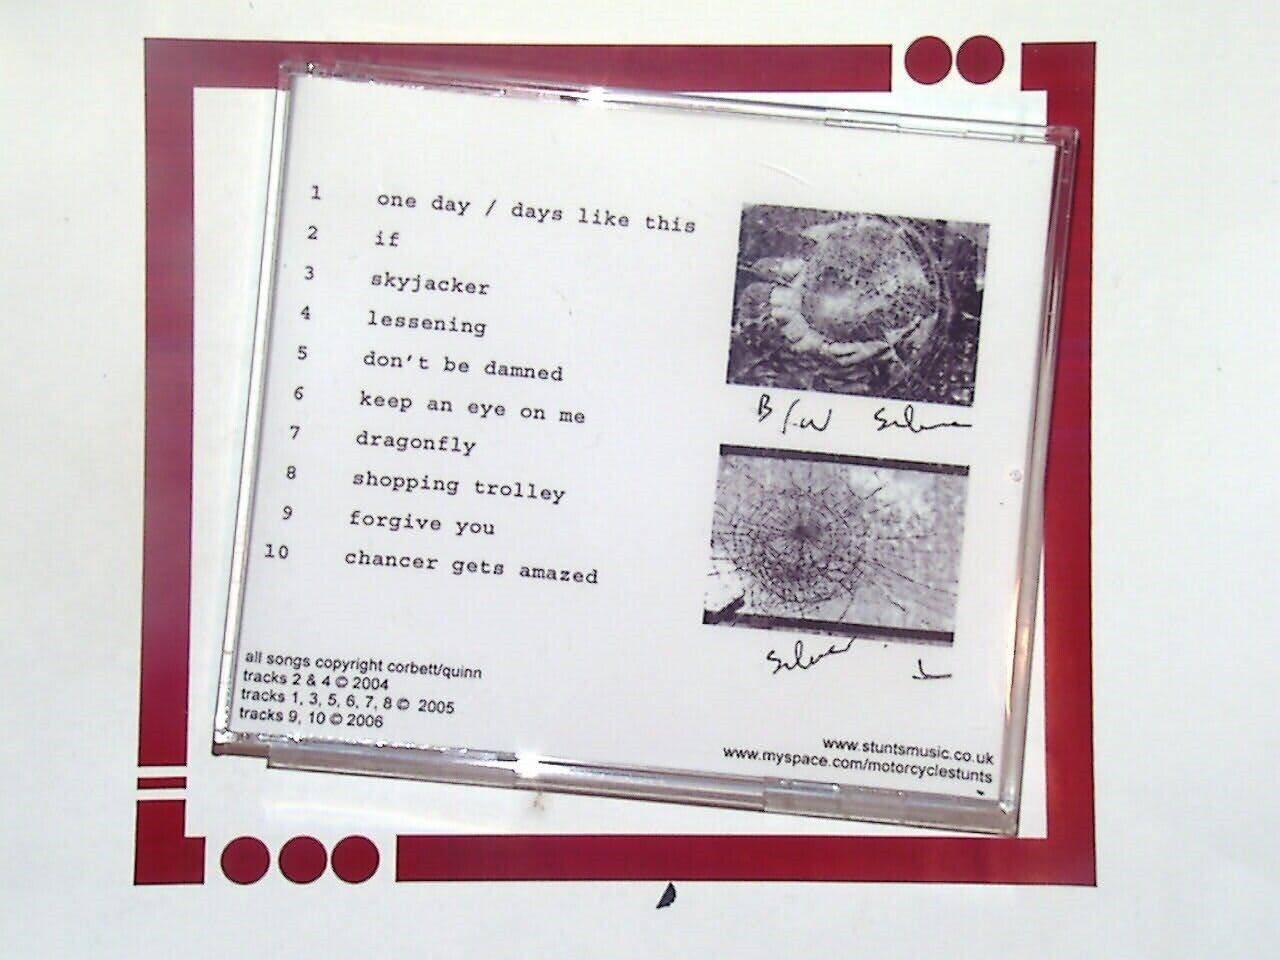 1 one day / days like this
2 if
3 skyjacker
4 lessening
5 don't be damned
6 keep an eye on me
7 dragonfly
8 shopping trolley
9 forgive you
10 chancer gets amazed
B/W
all songs copyright corbett/quinn
tracks 2 & 4 © 2004
tracks 1, 3, 5, 6, 7, 8 © 2005
tracks 9, 10 © 2006
www.stuntsmusic.co.uk
www.myspace.com/motorcyclestunts